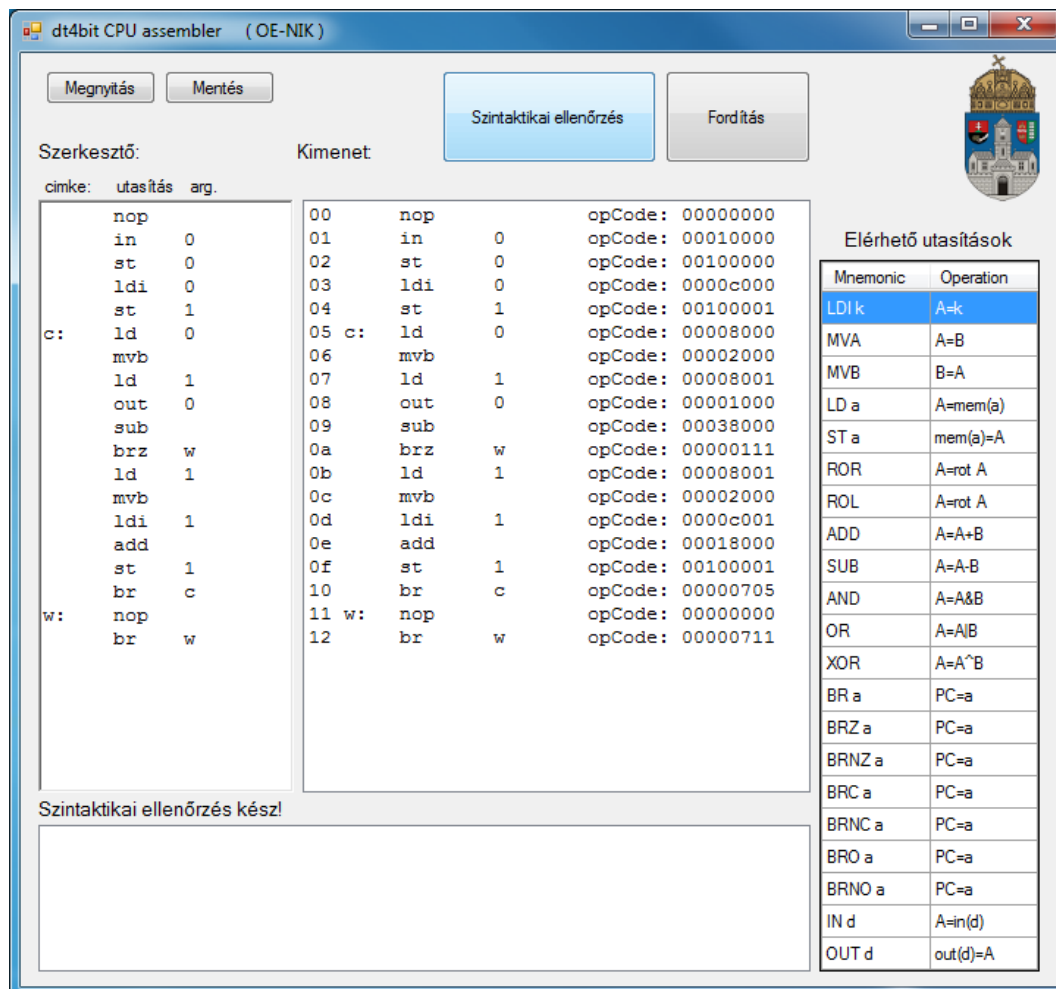 dt4bit CPU assembler ( OE-NIK )
Megnyitás Mentés
Szintaktikai ellenőrzés Fordítás
Szerkesztő: Kimenet:
cimke: utasítás arg.
nop
in 0
st 0
ldi 0
st 1
c: ld 0
mvb
ld 1
out 0
sub
brz w
ld 1
mvb
ldi 1
add
st 1
br c
w: nop
br w
00 nop opCode: 00000000
01 in 0 opCode: 00010000
02 st 0 opCode: 00100000
03 ldi 0 opCode: 0000c000
04 st 1 opCode: 00100001
05 c: ld 0 opCode: 00008000
06 mvb opCode: 00002000
07 ld 1 opCode: 00008001
08 out 0 opCode: 00001000
09 sub opCode: 00038000
0a brz w opCode: 00000111
0b ld 1 opCode: 00008001
0c mvb opCode: 00002000
0d ldi 1 opCode: 0000c001
0e add opCode: 00018000
0f st 1 opCode: 00100001
10 br c opCode: 00000705
11 w: nop opCode: 00000000
12 br w opCode: 00000711
Elérhető utasítások
Mnemonic Operation
LDI k A=k
MVA A=B
MVB B=A
LD a A=mem(a)
ST a mem(a)=A
ROR A=rot A
ROL A=rot A
ADD A=A+B
SUB A=A-B
AND A=A&B
OR A=A|B
XOR A=A^B
BR a PC=a
BRZ a PC=a
BRNZ a PC=a
BRC a PC=a
BRNC a PC=a
BRO a PC=a
BRNO a PC=a
IN d A=in(d)
OUT d out(d)=A
Szintaktikai ellenőrzés kész!